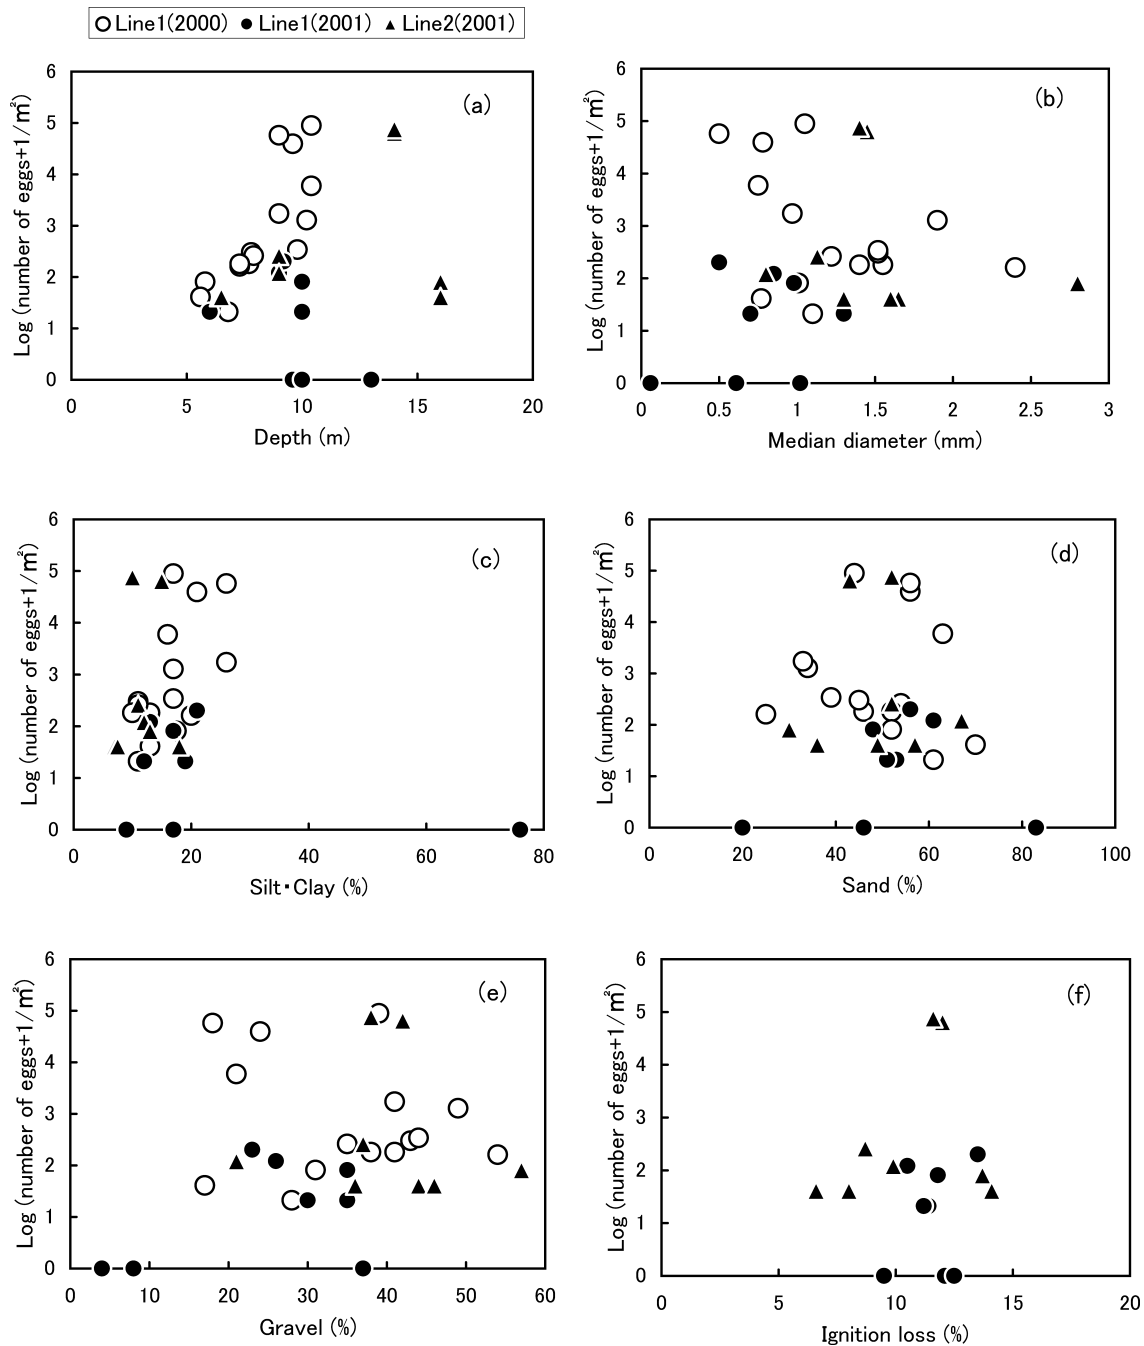 Line1(2000) Line1(2001) Line2(2001)
(a)
Log (number of eggs+1/㎡)
6
5
4
3
2
1
0
0 5 10 15 20
Depth (m)
(b)
Log (number of eggs+1/㎡)
6
5
4
3
2
1
0
0 0.5 1 1.5 2 2.5 3
Median diameter (mm)
(c)
Log (number of eggs+1/㎡)
6
5
4
3
2
1
0
0 20 40 60 80
Silt・Clay (%)
(d)
Log (number of eggs+1/㎡)
6
5
4
3
2
1
0
0 20 40 60 80 100
Sand (%)
(e)
Log (number of eggs+1/㎡)
6
5
4
3
2
1
0
0 10 20 30 40 50 60
Gravel (%)
(f)
Log (number of eggs+1/㎡)
6
5
4
3
2
1
0
0 5 10 15 20
Ignition loss (%)